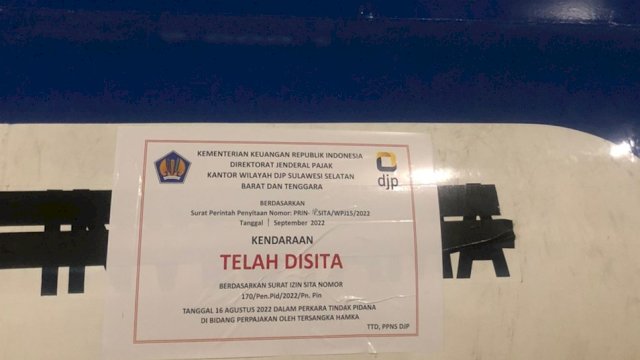 KEMENTERIAN KEUANGAN REPUBLIK INDONESIA
DIREKTORAT JENDERAL PAJAK
KANTOR WILAYAH DJP SULAWESI SELATAN
BARAT DAN TENGGARA
djp
BERDASARKAN
Surat Perintah Penyitaan Nomor: PRIN- .SITA/WPJ15/2022
Tanggal September 2022
KENDARAAN
TELAH DISITA
BERDASARKAN SURAT IZIN SITA NOMOR
170/Pen.Pid/2022/Pn. Pin
TANGGAL 16 AGUSTUS 2022 DALAM PERKARA TINDAK PIDANA
DI BIDANG PERPAJAKAN OLEH TERSANGKA HAMKA
TTD, PPNS DJP